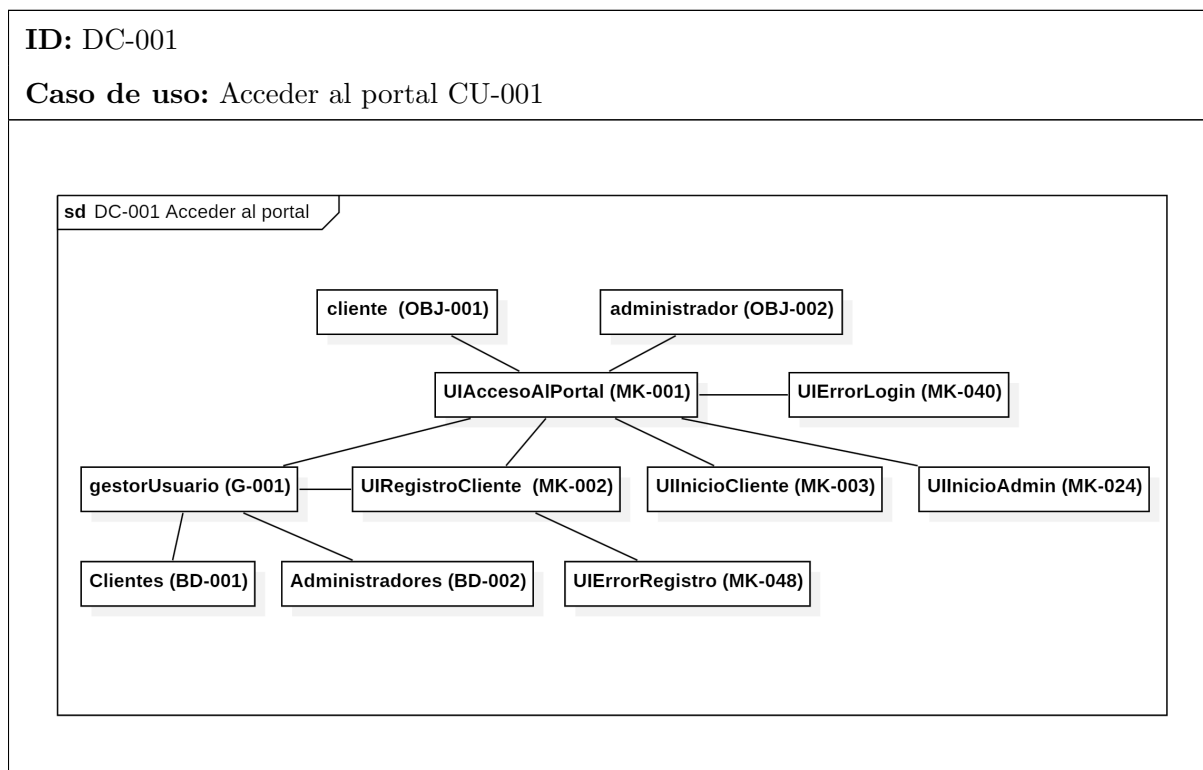 ID: DC-001
Caso de uso: Acceder al portal CU-001
sd DC-001 Acceder al portal
cliente (OBJ-001)
administrador (OBJ-002)
UIAccesoAlPortal (MK-001)
UIErrorLogin (MK-040)
gestorUsuario (G-001)
UIRegistroCliente (MK-002)
UIInicioCliente (MK-003)
UIInicioAdmin (MK-024)
Clientes (BD-001)
Administradores (BD-002)
UIErrorRegistro (MK-048)